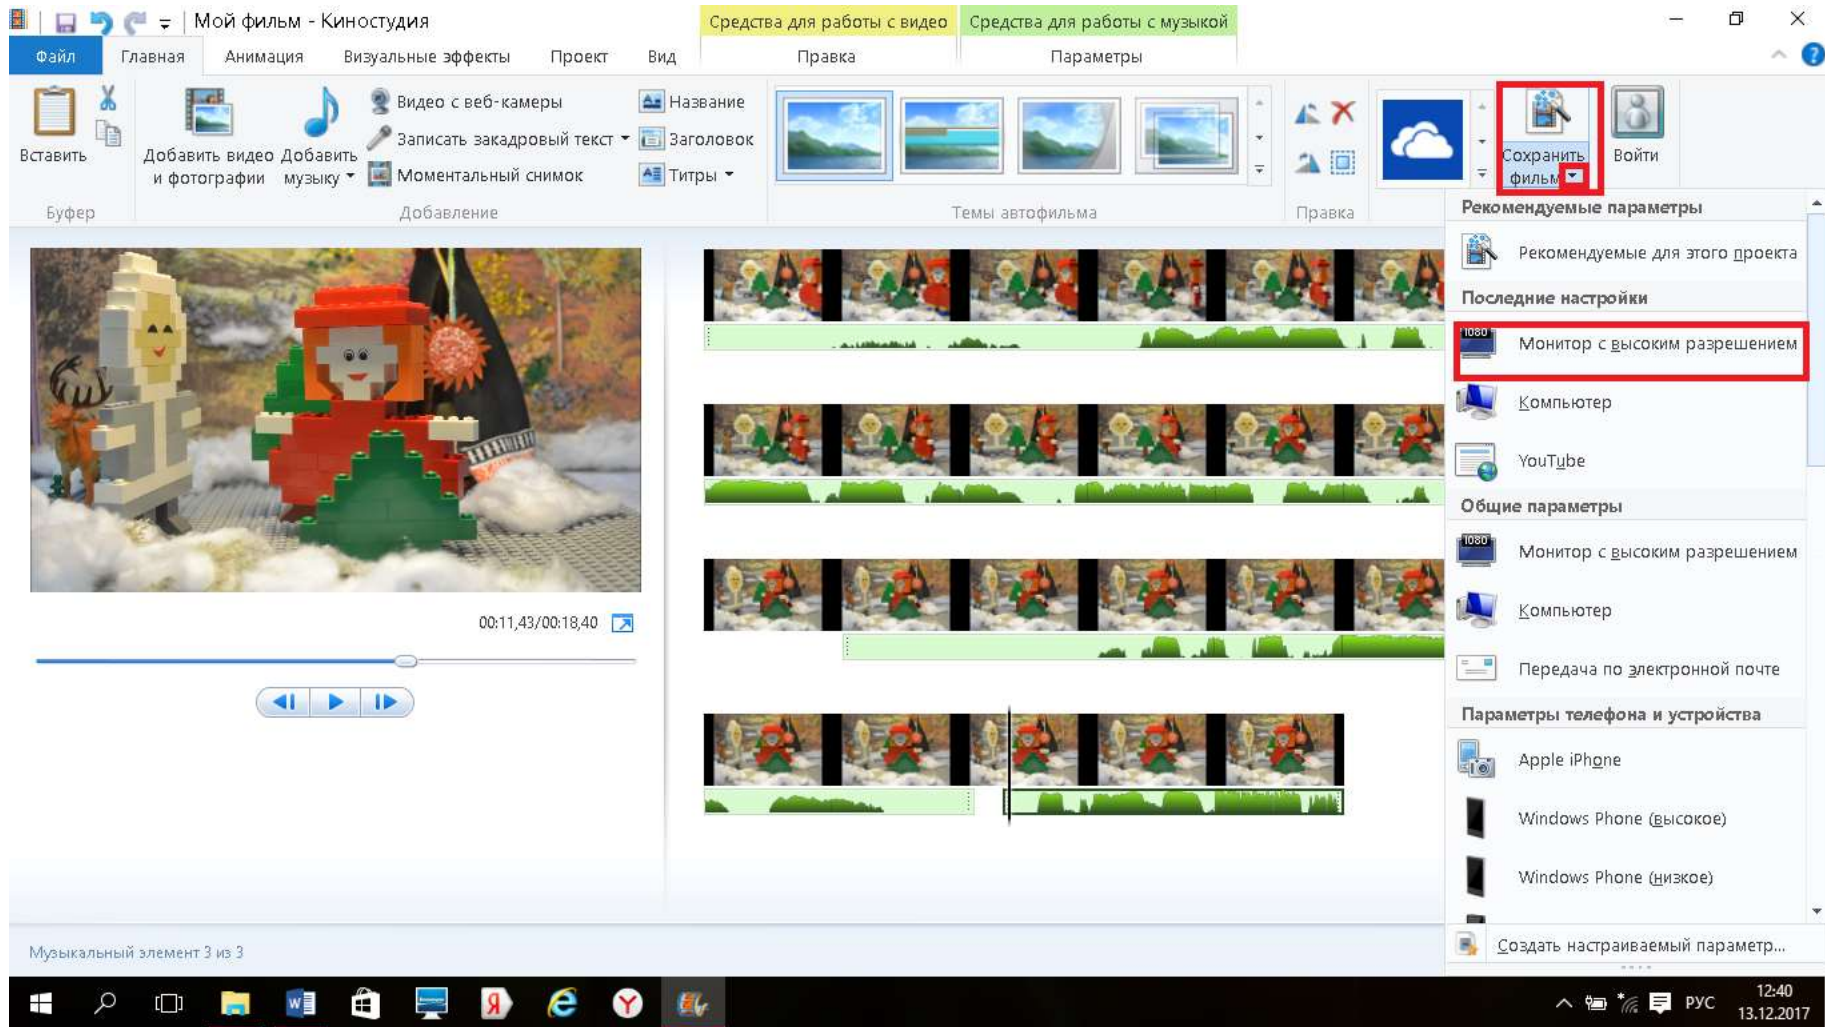 Мой фильм - Киностудия
Средства для работы с видео
Средства для работы с музыкой
Файл
Главная
Анимация
Визуальные эффекты
Проект
Вид
Правка
Параметры
Вставить
Добавить видео
и фотографии
Добавить
музыку
Видео с веб-камеры
Записать закадровый текст
Моментальный снимок
Название
Заголовок
Титры
Сохранить
фильм
Войти
Буфер
Добавление
Темы автофильма
Правка
Рекомендуемые параметры
Рекомендуемые для этого проекта
Последние настройки
1080
Монитор с высоким разрешением
Компьютер
YouTube
Общие параметры
1080
Монитор с высоким разрешением
Компьютер
Передача по электронной почте
Параметры телефона и устройства
Apple iPhone
Windows Phone (высокое)
Windows Phone (низкое)
Создать настраиваемый параметр...
00:11,43/00:18,40
Музыкальный элемент 3 из 3
РУС
12:40
13.12.2017